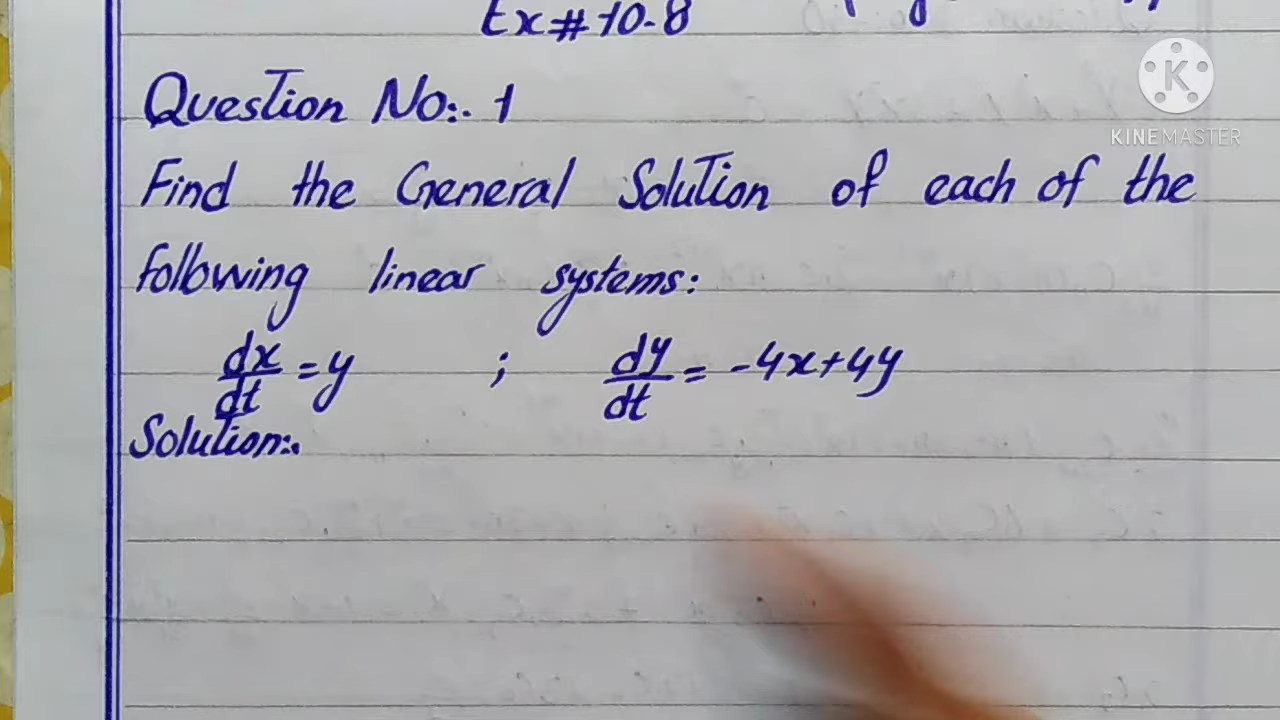 Ex # 10-8
K
KINEMASTER
Question No:. 1
Find the General Solution of each of the
following linear systems:
dx/dt = y ; dy/dt = -4x+4y
Solution:.